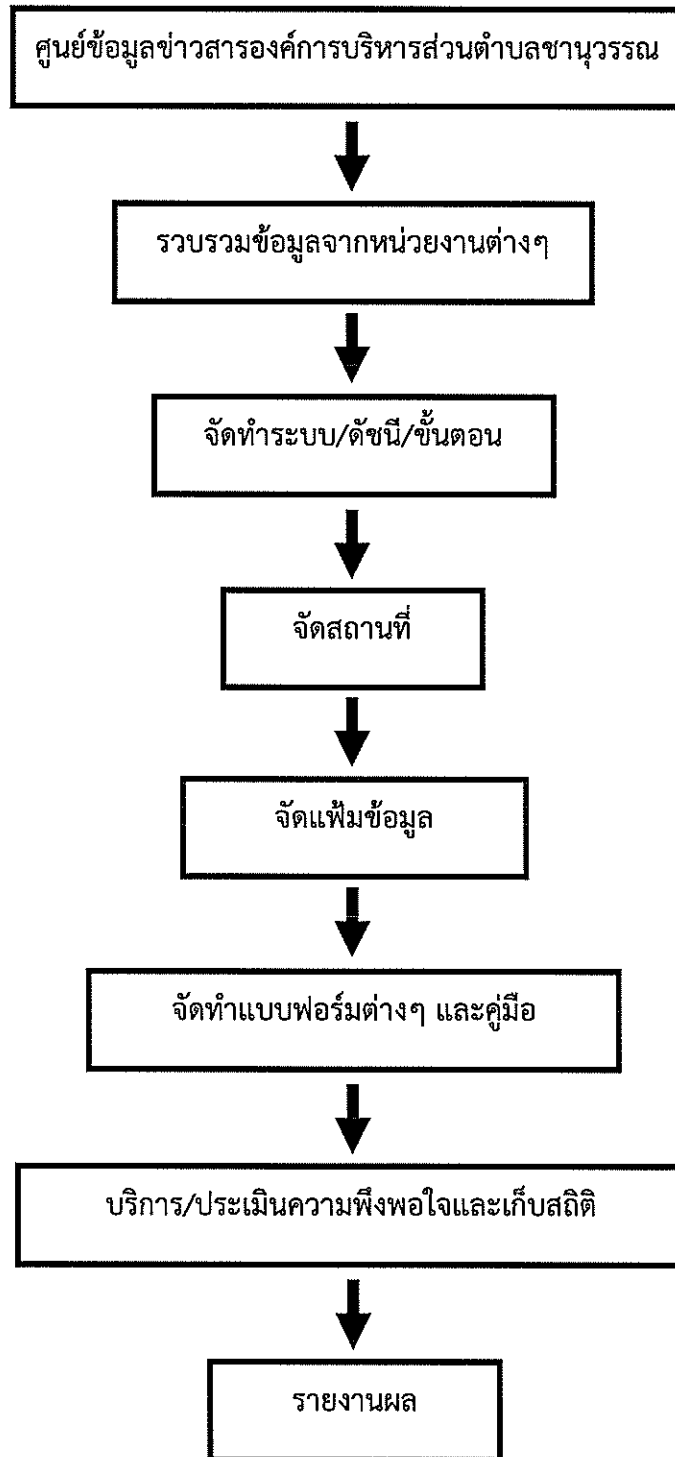 ศูนย์ข้อมูลข่าวสารองค์การบริหารส่วนตำบลชานุวรรณ
รวบรวมข้อมูลจากหน่วยงานต่างๆ
จัดทำระบบ/ดัชนี/ขั้นตอน
จัดสถานที่
จัดแฟ้มข้อมูล
จัดทำแบบฟอร์มต่างๆ และคู่มือ
บริการ/ประเมินความพึงพอใจและเก็บสถิติ
รายงานผล